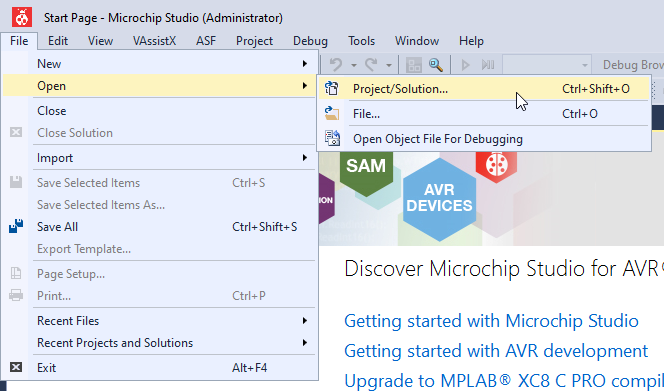 Start Page - Microchip Studio (Administrator)
File Edit View VAssistX ASF Project Debug Tools Window Help
Debug Brow
New
Open
Close
Close Solution
Import
Save Selected Items Ctrl+S
Save Selected Items As...
Save All Ctrl+Shift+S
Export Template...
Page Setup...
Print... Ctrl+P
Recent Files
Recent Projects and Solutions
Exit Alt+F4
Project/Solution... Ctrl+Shift+O
File... Ctrl+O
Open Object File For Debugging
SAM
AVR
DEVICES
Discover Microchip Studio for AVR®
Getting started with Microchip Studio
Getting started with AVR development
Upgrade to MPLAB® XC8 C PRO compil